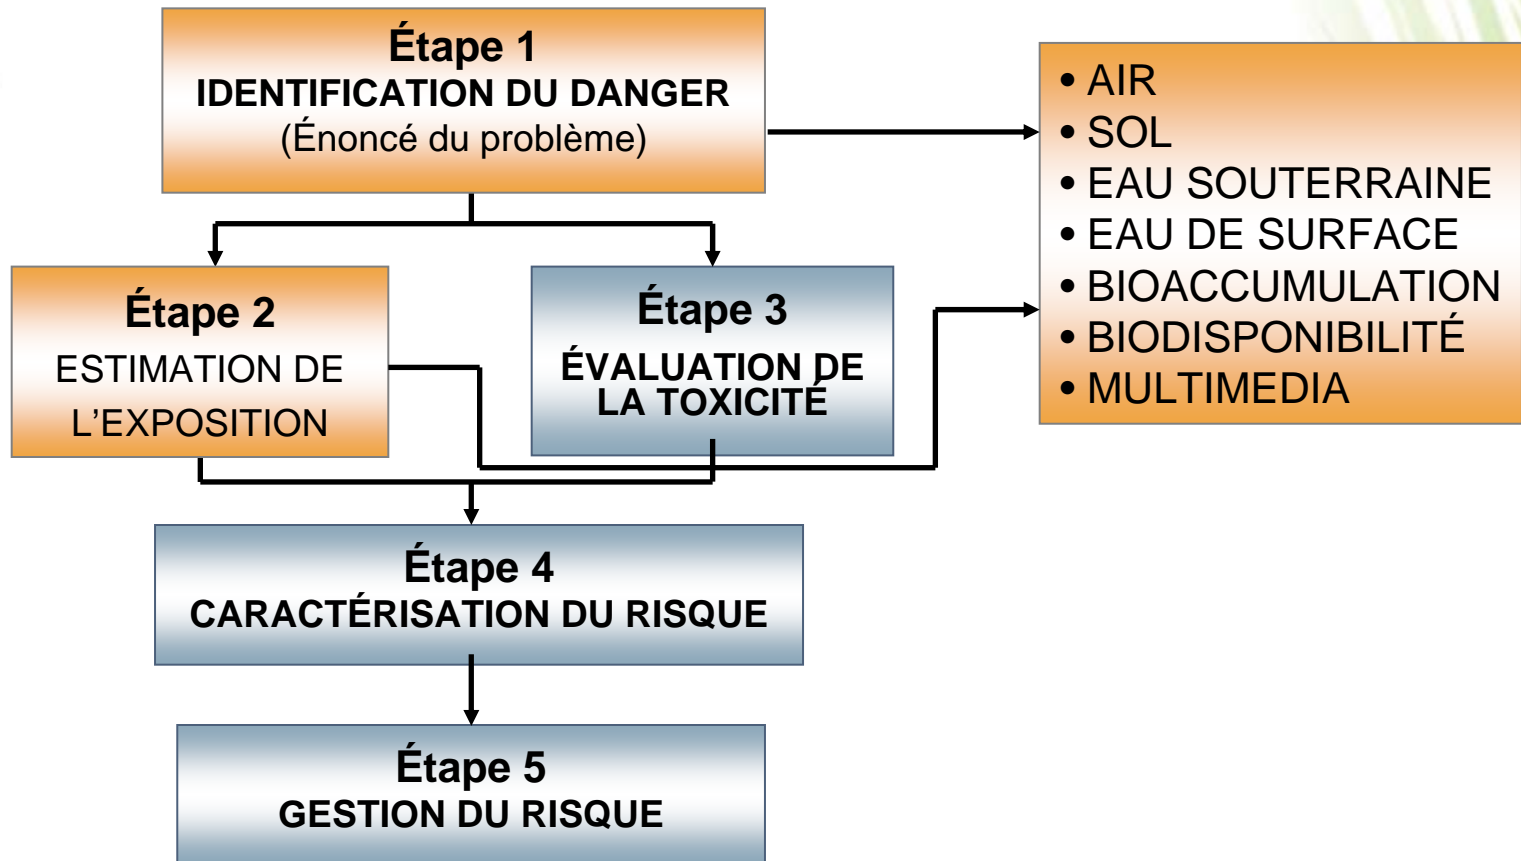 Étape 1
IDENTIFICATION DU DANGER
(Énoncé du problème)
• AIR
• SOL
• EAU SOUTERRAINE
• EAU DE SURFACE
• BIOACCUMULATION
• BIODISPONIBILITÉ
• MULTIMEDIA
Étape 2
ESTIMATION DE
L’EXPOSITION
Étape 3
ÉVALUATION DE
LA TOXICITÉ
Étape 4
CARACTÉRISATION DU RISQUE
Étape 5
GESTION DU RISQUE